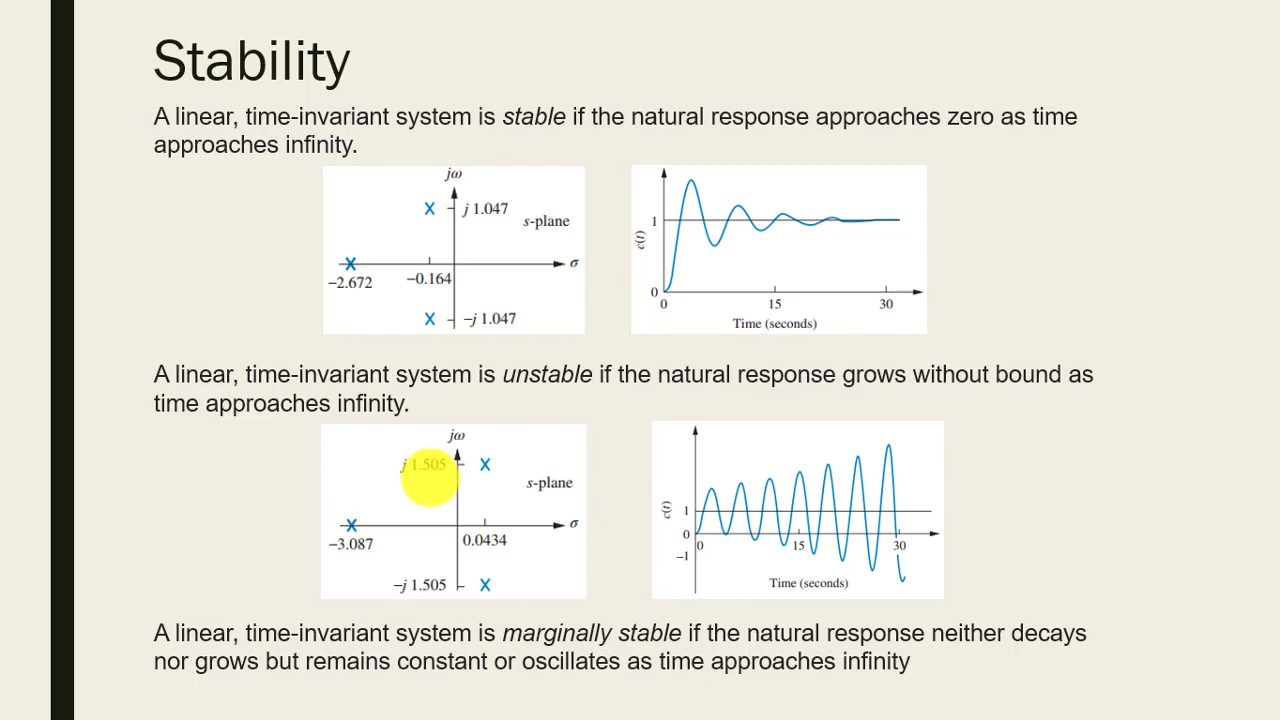 Stability
A linear, time-invariant system is stable if the natural response approaches zero as time
approaches infinity.
jω
j 1.047
s-plane
σ
−2.672
−0.164
−j 1.047
c(t)
1
0
0
15
30
Time (seconds)
A linear, time-invariant system is unstable if the natural response grows without bound as
time approaches infinity.
jω
j 1.505
s-plane
σ
−3.087
0.0434
−j 1.505
c(t)
1
0
−1
0
15
30
Time (seconds)
A linear, time-invariant system is marginally stable if the natural response neither decays
nor grows but remains constant or oscillates as time approaches infinity